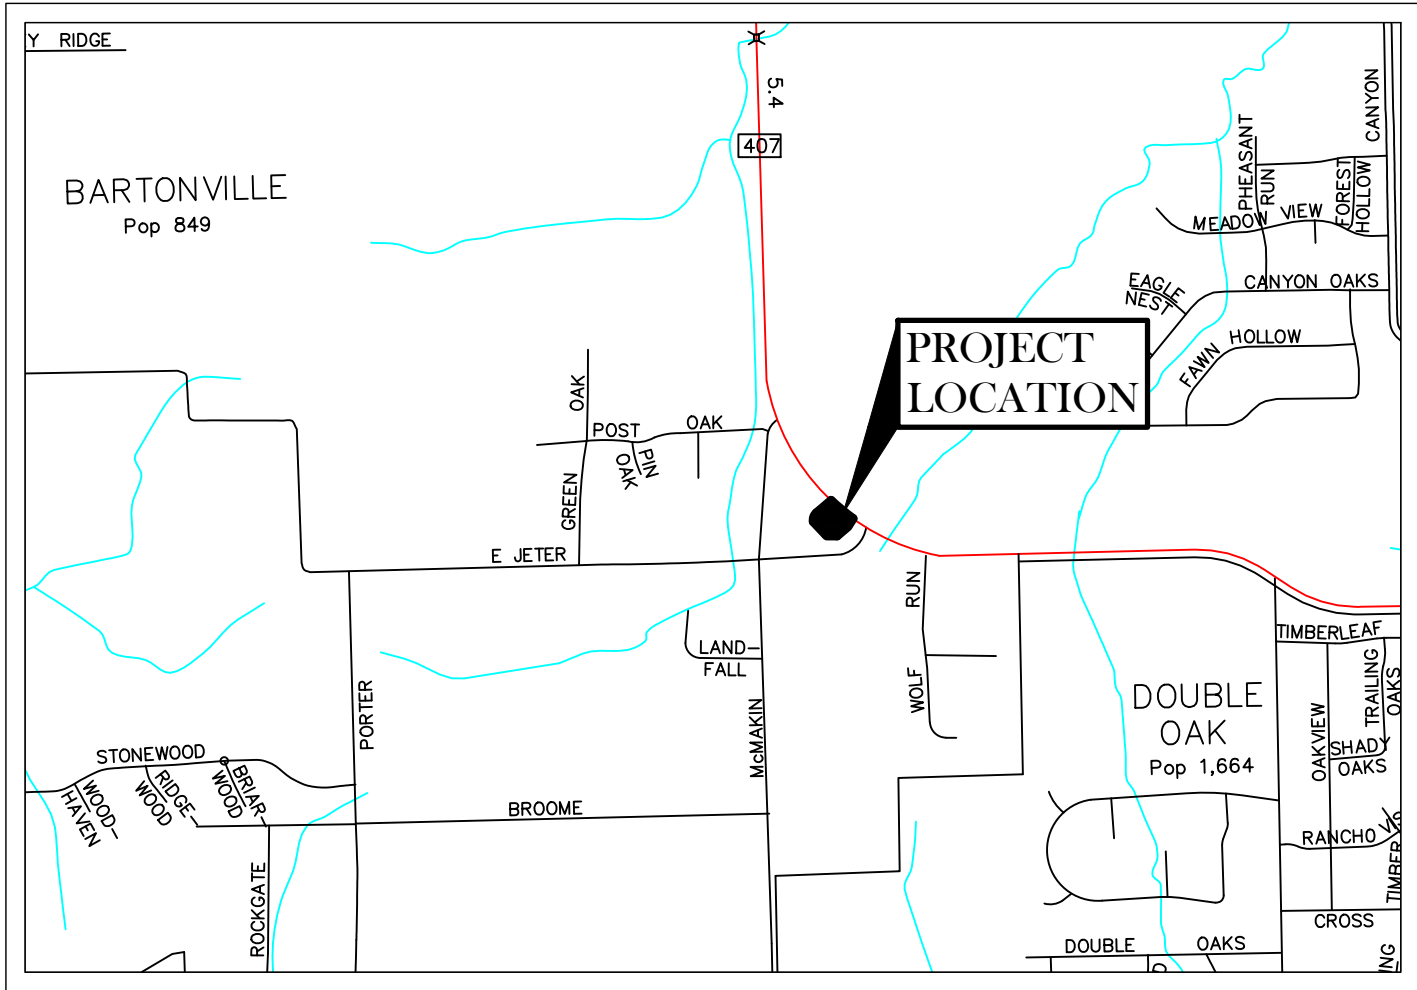 Y RIDGE
5.4
407
CANYON
BARTONVILLE
Pop 849
PHEASANT
RUN
FOREST
HOLLOW
MEADOW VIEW
EAGLE
NEST
CANYON OAKS
PROJECT
LOCATION
FAWN HOLLOW
GREEN OAK
POST OAK
PIN
OAK
E JETER
WOLF RUN
LAND-
FALL
TIMBERLEAF
TRAILING
OAKS
DOUBLE
OAK
Pop 1,664
PORTER
McMAKIN
OAKVIEW
SHADY
OAKS
STONEWOOD
WOOD-
HAVEN
RIDGE-
WOOD
BRIAR-
WOOD
BROOME
RANCHO VIS
TIMBER
ROCKGATE
CROSS
DOUBLE OAKS
D
NG